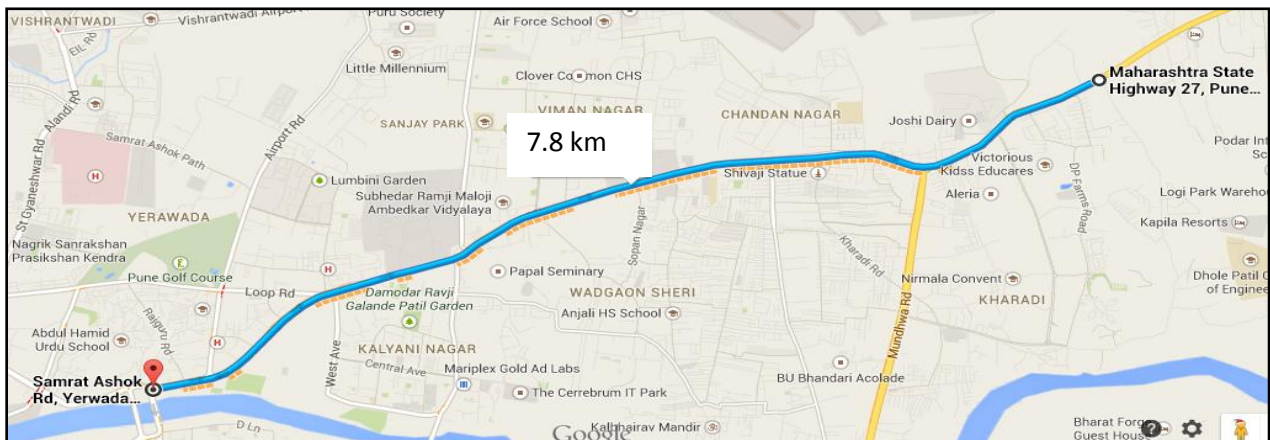 VISHRANTWADI
Vishrantwadi Airport
Puru Society
Air Force School
EIL Rd
Little Millennium
Clover Common CHS
Maharashtra State
Highway 27, Pune...
Alandi Rd
Airport Rd
VIMAN NAGAR
CHANDAN NAGAR
SANJAY PARK
Joshi Dairy
7.8 km
Samrat Ashok Path
Podar Int
Sc
Victorious
Kidss Educares
Shivaji Statue
Lumbini Garden
Subhedar Ramji Maloji
Ambedkar Vidyalaya
H
Aleria
DP Farms Road
Logi Park Wareho
St Gyaneshwar Rd
YERAWADA
Sopan Nagar
Kharadi Rd
Kapila Resorts
Nagrik Sanrakshan
Prasikshan Kendra
Pune Golf Course
H
Papal Seminary
Nirmala Convent
Dhole Patil C
of Enginee
Loop Rd
Damodar Ravji
Galande Patil Garden
WADGAON SHERI
KHARADI
Anjali HS School
Mundhwa Rd
Abdul Hamid
Urdu School
Rajguru Rd
H
West Ave
KALYANI NAGAR
Central Ave
Mariplex Gold Ad Labs
BU Bhandari Acolade
Samrat Ashok
Rd, Yerwada...
The Cerrebrum IT Park
D Ln
Google
Kalbhairav Mandir
Bharat Forge
Guest House
?